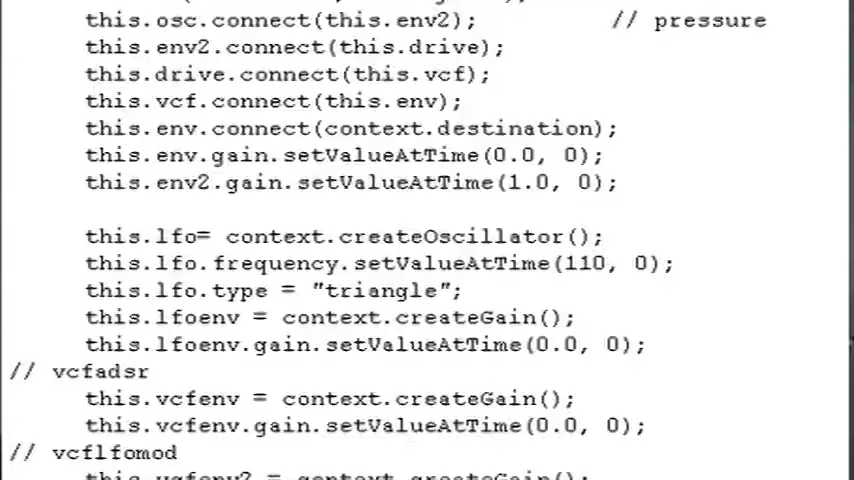 this.osc.connect(this.env2); // pressure
this.env2.connect(this.drive);
this.drive.connect(this.vcf);
this.vcf.connect(this.env);
this.env.connect(context.destination);
this.env.gain.setValueAtTime(0.0, 0);
this.env2.gain.setValueAtTime(1.0, 0);
this.lfo= context.createOscillator();
this.lfo.frequency.setValueAtTime(110, 0);
this.lfo.type = "triangle";
this.lfoenv = context.createGain();
this.lfoenv.gain.setValueAtTime(0.0, 0);
// vcfadsr
this.vcfenv = context.createGain();
this.vcfenv.gain.setValueAtTime(0.0, 0);
// vcflfomod
this.vcfenv2 = context.createGain();